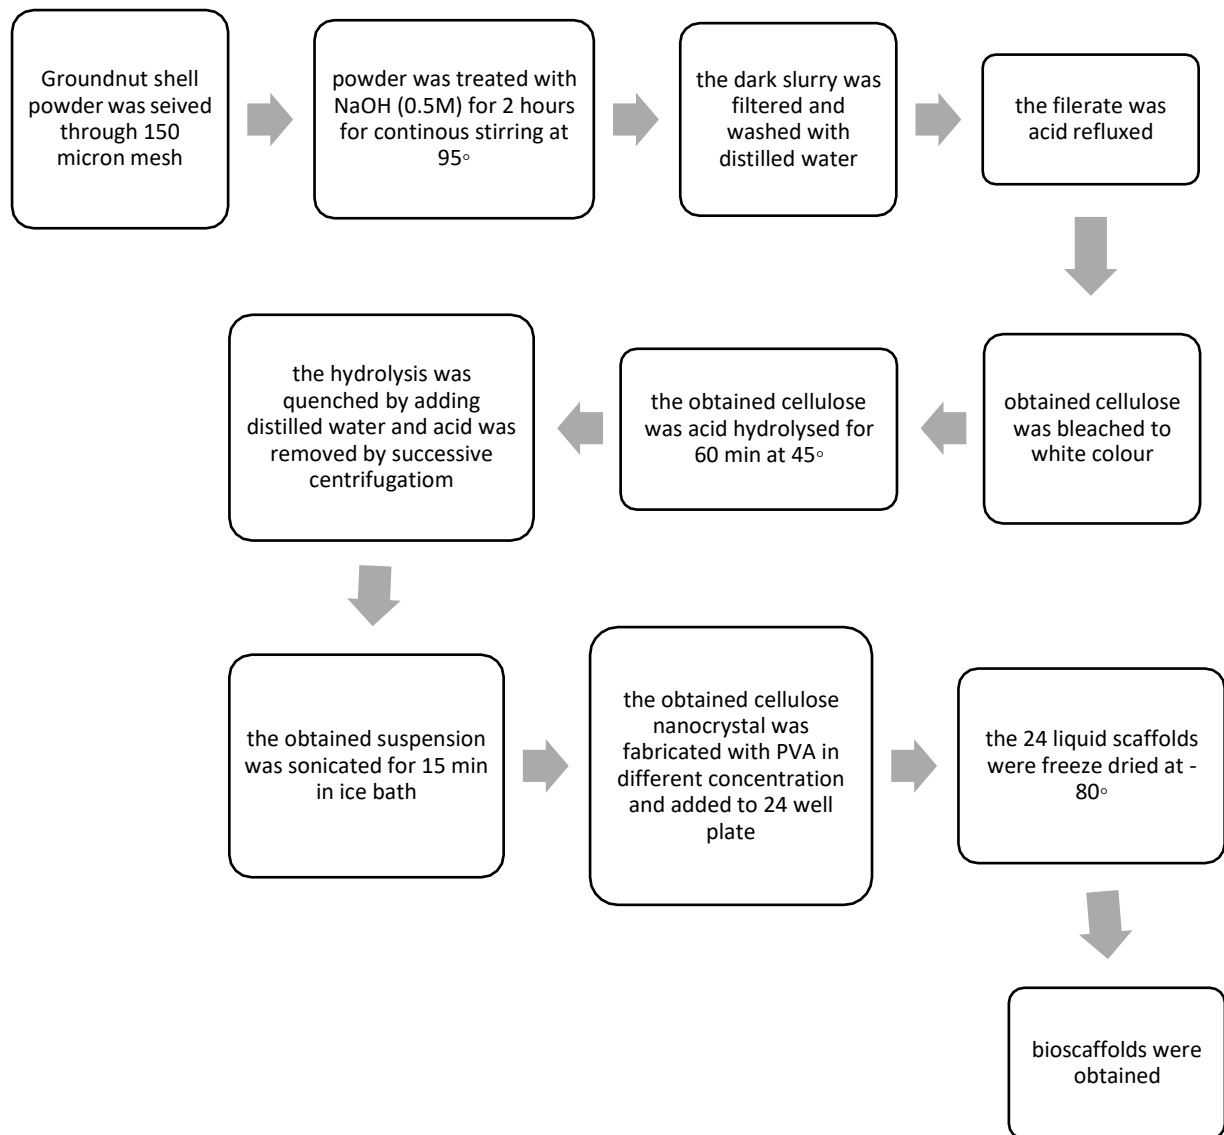 Groundnut shell
powder was seived
through 150
micron mesh
powder was treated with
NaOH (0.5M) for 2 hours
for continous stirring at
95◦
the dark slurry was
filtered and
washed with
distilled water
the filerate was
acid refluxed
obtained cellulose
was bleached to
white colour
the obtained cellulose
was acid hydrolysed for
60 min at 45◦
the hydrolysis was
quenched by adding
distilled water and acid was
removed by successive
centrifugatiom
the obtained suspension
was sonicated for 15 min
in ice bath
the obtained cellulose
nanocrystal was
fabricated with PVA in
different concentration
and added to 24 well
plate
the 24 liquid scaffolds
were freeze dried at -
80◦
bioscaffolds were
obtained